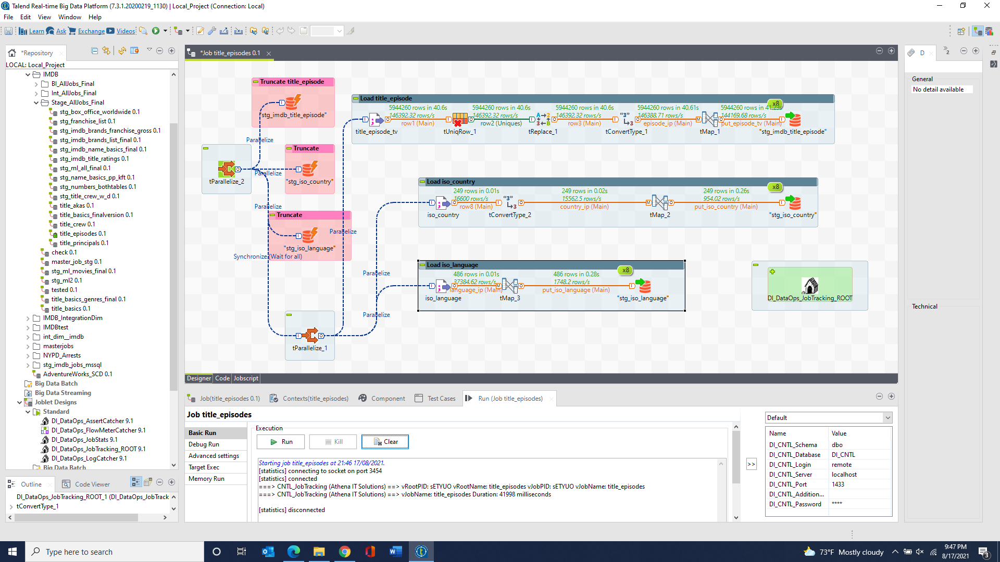 Talend Real-time Big Data Platform (7.3.1.20200219_1130) | Local_Project (Connection: Local)
File Edit View Window Help
Learn Ask Exchange Videos
*Repository
LOCAL: Local_Project
IMDB
BI_AllJobs_Final
Int_AllJobs_Final
Stage_AllJobs_Final
stg_box_office_worldwide 0.1
stg_franchise_list 0.1
stg_imdb_brands_franchise_gross 0.1
stg_imdb_brands_list_final 0.1
stg_imdb_name_basics_final 0.1
stg_imdb_title_ratings 0.1
stg_ml_all_final 0.1
stg_name_basics_pp_kft 0.1
stg_numbers_bothtables 0.1
stg_title_crew_w_d 0.1
title_akas 0.1
title_basics_finalversion 0.1
title_crew 0.1
title_episodes 0.1
title_principals 0.1
check 0.1
master_job_stg 0.1
stg_ml_movies_final 0.1
stg_ml2 0.1
tested 0.1
title_basics_genres_final 0.1
title_basics 0.1
IMDB_IntegrationDim
IMDBtest
int_dim__imdb
masterjobs
NYPD_Arrests
stg_imdb_jobs_mssql
AdventureWorks_SCD 0.1
Big Data Batch
Big Data Streaming
Joblet Designs
Standard
DI_DataOps_AssertCatcher 9.1
DI_DataOps_FlowMeterCatcher 9.1
DI_DataOps_JobStats 9.1
DI_DataOps_JobTracking_ROOT 9.1
DI_DataOps_LogCatcher 9.1
Big Data Batch
Outline Code Viewer
DI_DataOps_JobTracking_ROOT_1 (DI_DataOps_JobTrack
tConvertType_1
*Job title_episodes 0.1
Truncate title_episode
"stg_imdb_title_episode"
Parallelize
tParallelize_2
Truncate
Parallelize
"stg_iso_country"
Parallelize
Truncate
Parallelize
"stg_iso_language"
Synchronize (Wait for all)
tParallelize_1
Load title_episode
x8
5944260 rows in 40.6s 5944260 rows in 40.6s 5944260 rows in 40.6s 5944260 rows in 40.61s 5944260 rows in 41.23s
146392.32 rows/s 146392.32 rows/s 146392.32 rows/s 146388.71 rows/s 144169.68 rows/s
row1 (Main) row2 (Uniques) row3 (Main) episode_ip (Main) put_episode_tv (Main)
title_episode_tv tUniqRow_1 tReplace_1 tConvertType_1 tMap_1 "stg_imdb_title_episode"
Load iso_country
x8
249 rows in 0.01s 249 rows in 0.02s 249 rows in 0.26s
16600 rows/s 15562.5 rows/s 954.02 rows/s
row8 (Main) country_ip (Main) put_iso_country (Main)
iso_country tConvertType_2 tMap_2 "stg_iso_country"
Load iso_language
x8
Parallelize
486 rows in 0.01s 486 rows in 0.28s
37384.62 rows/s 1748.2 rows/s
language_ip (Main) put_iso_language (Main)
iso_language tMap_3 "stg_iso_language"
Parallelize
DI_DataOps_JobTracking_ROOT
Designer Code Jobscript
Job(title_episodes 0.1) Contexts(title_episodes) Component Test Cases Run (Job title_episodes)
Job title_episodes
Basic Run
Debug Run
Advanced settings
Target Exec
Memory Run
Execution
Run Kill Clear
Starting job title_episodes at 21:46 17/08/2021.
[statistics] connecting to socket on port 3454
[statistics] connected
===> CNTL_JobTracking (Athena IT Solutions) ==> vRootPID: sETYUO vRootName: title_episodes vJobPID: sETYUO vJobName: title_episodes
===> CNTL_JobTracking (Athena IT Solutions) ==> vJobName: title_episodes Duration: 41998 milliseconds
[statistics] disconnected
>>
Default
Name Value
DI_CNTL_Schema dbo
DI_CNTL_Database DI_CNTL
DI_CNTL_Login remote
DI_CNTL_Server localhost
DI_CNTL_Port 1433
DI_CNTL_Addition...
DI_CNTL_Password ****
D
»2
General
No detail available
Technical
Type here to search
73°F Mostly cloudy
9:47 PM
8/17/2021
3